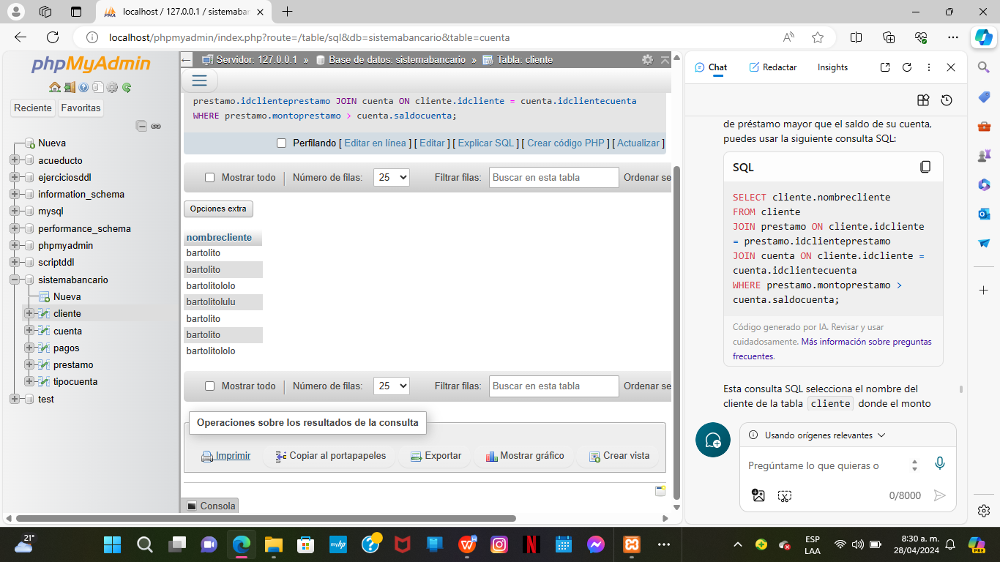 localhost / 127.0.0.1 / sistemabar
localhost/phpmyadmin/index.php?route=/table/sql&db=sistemabancario&table=cuenta
phpMyAdmin
Reciente
Favoritas
Nueva
acueducto
ejerciciosddl
information_schema
mysql
performance_schema
phpmyadmin
scriptddl
sistemabancario
Nueva
cliente
cuenta
pagos
prestamo
tipocuenta
test
Servidor: 127.0.0.1 » Base de datos: sistemabancario » Tabla: cliente
prestamo.idclienteprestamo JOIN cuenta ON cliente.idcliente = cuenta.idclientecuenta
WHERE prestamo.montoprestamo > cuenta.saldocuenta;
Perfilando [ Editar en línea ] [ Editar ] [ Explicar SQL ] [ Crear código PHP ] [ Actualizar ]
Mostrar todo | Número de filas: 25 Filtrar filas: Buscar en esta tabla Ordenar se
Opciones extra
nombrecliente
bartolito
bartolito
bartolitololo
bartolitolulu
bartolito
bartolito
bartolitololo
Mostrar todo | Número de filas: 25 Filtrar filas: Buscar en esta tabla Ordenar se
Operaciones sobre los resultados de la consulta
Imprimir Copiar al portapapeles Exportar Mostrar gráfico Crear vista
Consola
Chat Redactar Insights
de préstamo mayor que el saldo de su cuenta,
puedes usar la siguiente consulta SQL:
SQL
SELECT cliente.nombrecliente
FROM cliente
JOIN prestamo ON cliente.idcliente
= prestamo.idclienteprestamo
JOIN cuenta ON cliente.idcliente =
cuenta.idclientecuenta
WHERE prestamo.montoprestamo >
cuenta.saldocuenta;
Código generado por IA. Revisar y usar
cuidadosamente. Más información sobre preguntas
frecuentes.
Esta consulta SQL selecciona el nombre del
cliente de la tabla cliente donde el monto
Usando orígenes relevantes
Pregúntame lo que quieras o
0/8000
21°
ESP
LAA
8:30 a. m.
28/04/2024
PRE